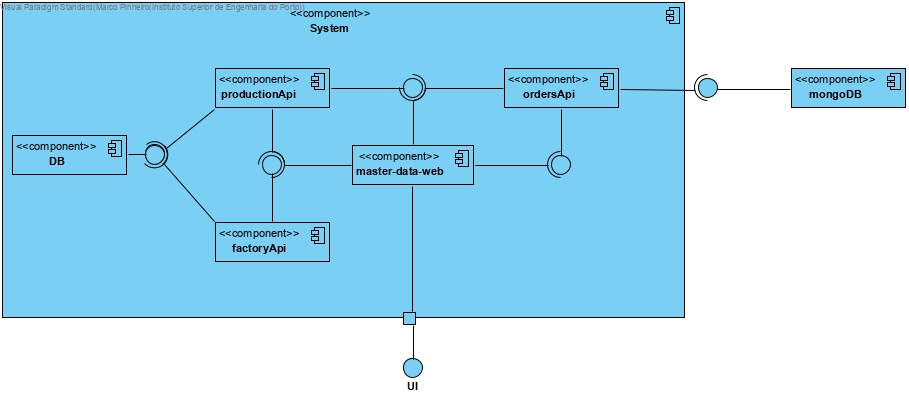 Visual Paradigm Standard(Marco Pinheiro(Instituto Superior de Engenharia do Porto))
<<component>>
System
<<component>>
productionApi
<<component>>
ordersApi
<<component>>
mongoDB
<<component>>
DB
<<component>>
master-data-web
<<component>>
factoryApi
UI